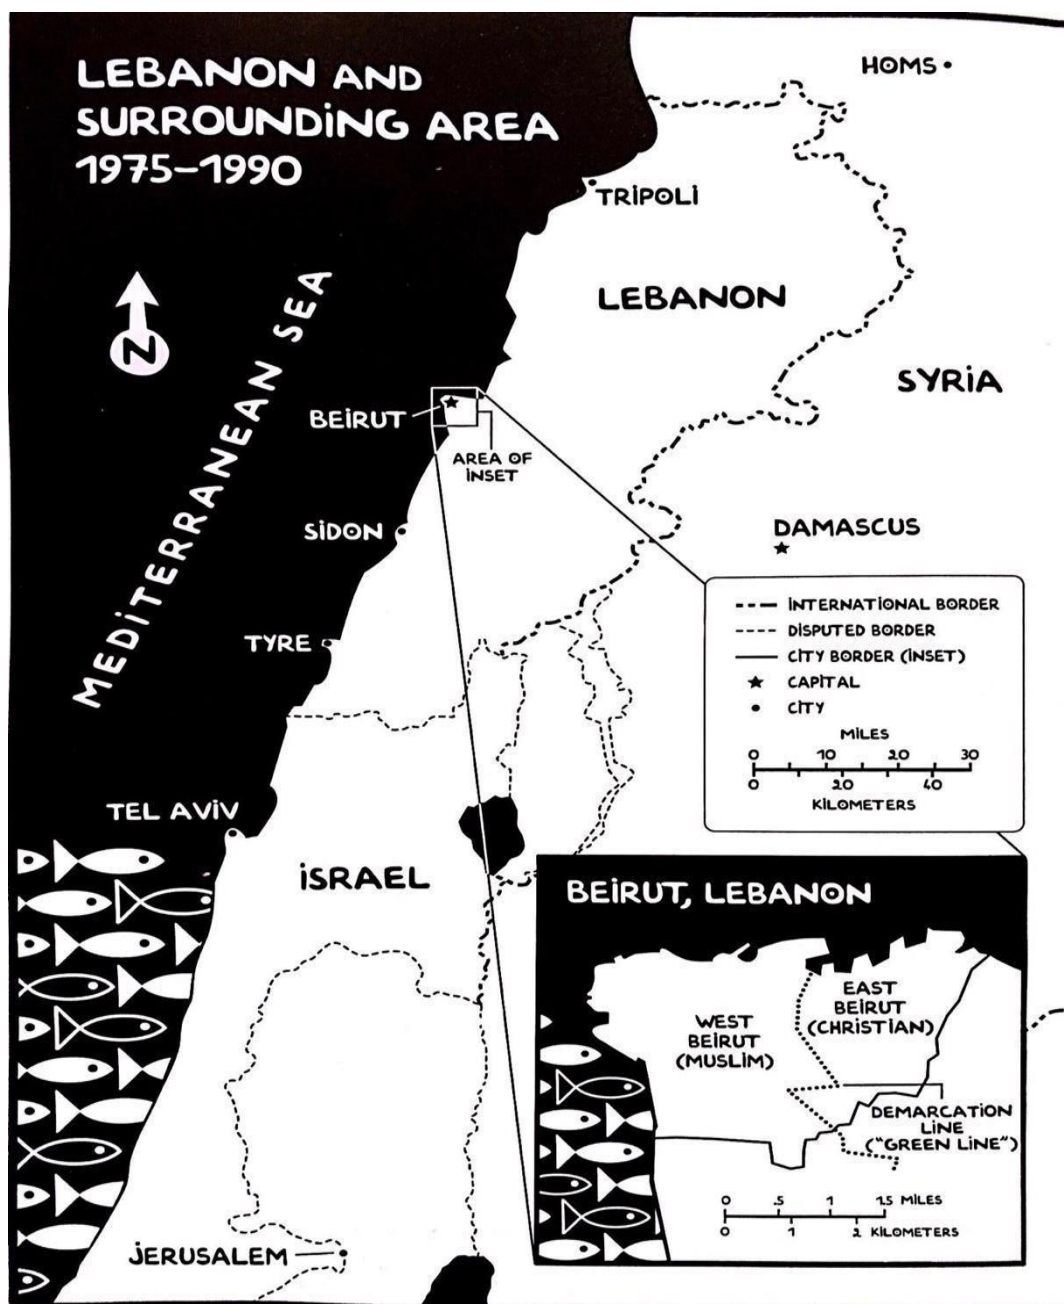 LEBANON AND
SURROUNDING AREA
1975–1990
HOMS
TRIPOLI
LEBANON
N
MEDITERRANEAN SEA
SYRIA
BEIRUT
AREA OF
INSET
SIDON
DAMASCUS
TYRE
INTERNATIONAL BORDER
DISPUTED BORDER
CITY BORDER (INSET)
CAPITAL
CITY
MILES
0 10 20 30
0 20 40
KILOMETERS
TEL AVIV
ISRAEL
JERUSALEM
BEIRUT, LEBANON
EAST
BEIRUT
(CHRISTIAN)
WEST
BEIRUT
(MUSLIM)
DEMARCATION
LINE
("GREEN LINE")
0 .5 1 1.5 MILES
0 1 2 KILOMETERS